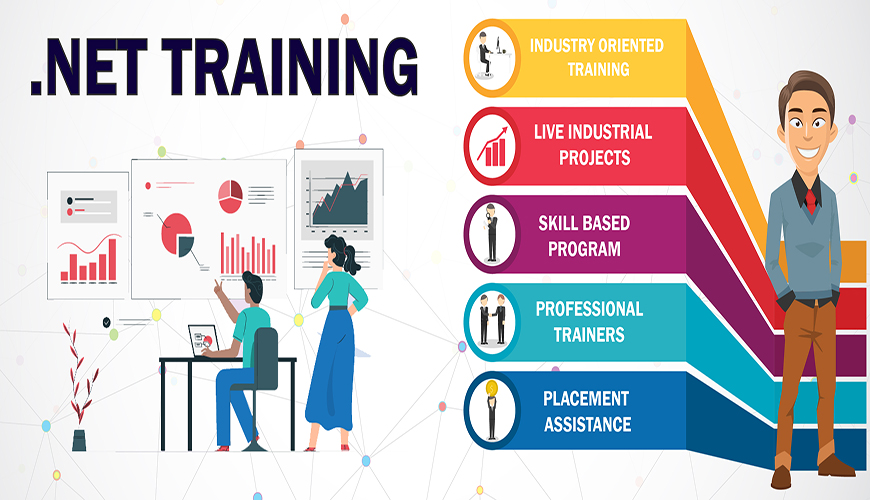 .NET TRAINING
INDUSTRY ORIENTED
TRAINING
LIVE INDUSTRIAL
PROJECTS
SKILL BASED
PROGRAM
PROFESSIONAL
TRAINERS
PLACEMENT
ASSISTANCE